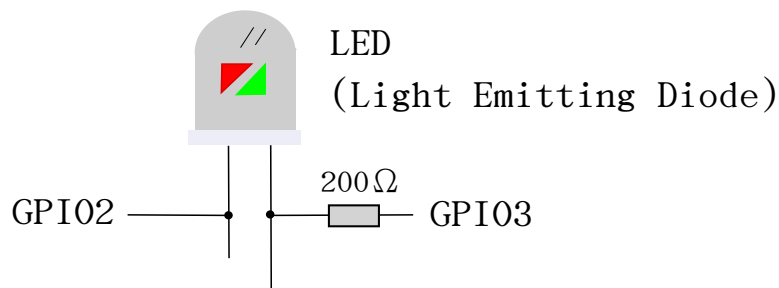 LED
(Light Emitting Diode)
200Ω
GPIO2
GPIO3